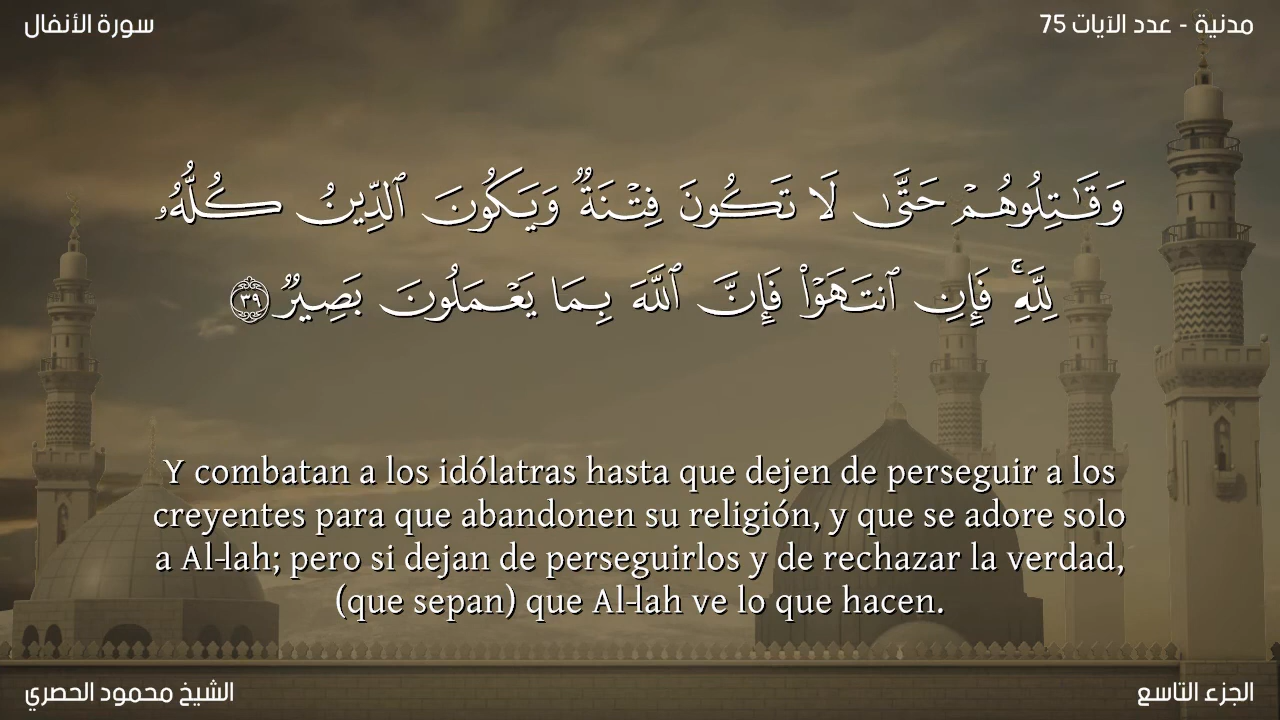 سورة الأنفال
مدنية - عدد الآيات 75
وَقَٰتِلُوهُمْ حَتَّىٰ لَا تَكُونَ فِتْنَةٌ وَيَكُونَ ٱلدِّينُ كُلُّهُۥ
لِلَّهِۚ فَإِنِ ٱنتَهَوْا۟ فَإِنَّ ٱللَّهَ بِمَا يَعْمَلُونَ بَصِيرٌ ٣٩
Y combatan a los idólatras hasta que dejen de perseguir a los
creyentes para que abandonen su religión, y que se adore solo
a Al-lah; pero si dejan de perseguirlos y de rechazar la verdad,
(que sepan) que Al-lah ve lo que hacen.
الشيخ محمود الحصري
الجزء التاسع